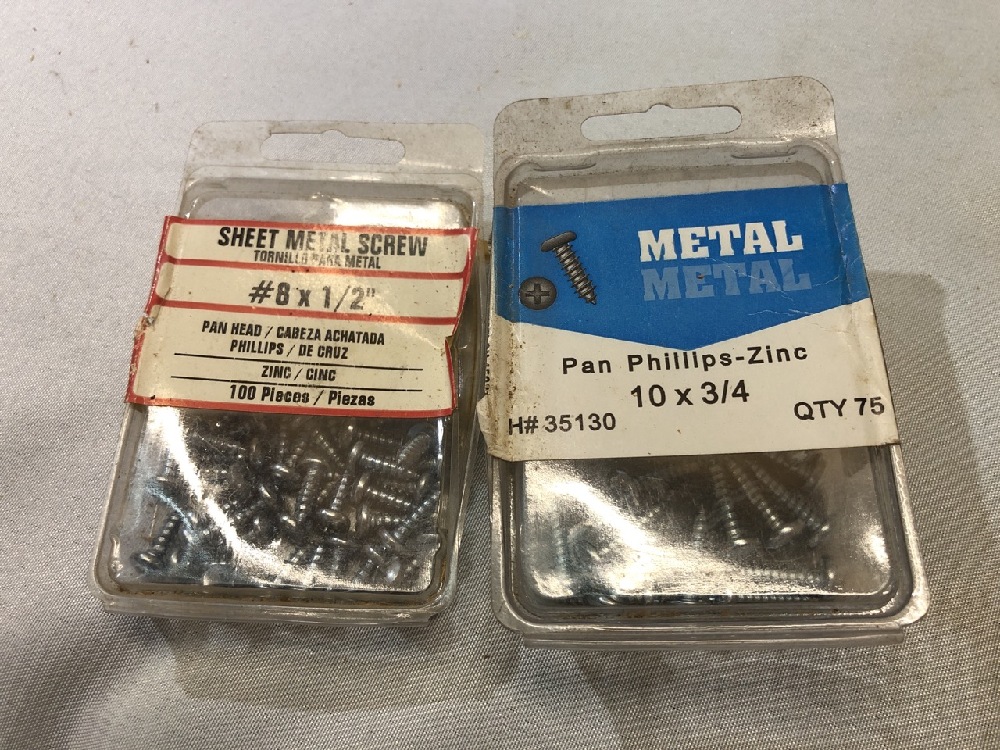 SHEET METAL SCREW
TORNILLO PARA METAL
#8 x 1/2"
PAN HEAD / CABEZA ACHATADA
PHILLIPS / DE CRUZ
ZINC / CINC
100 Pieces / Piezas
METAL
METAL
Pan Phillips-Zinc
10 x 3/4
H# 35130
QTY 75